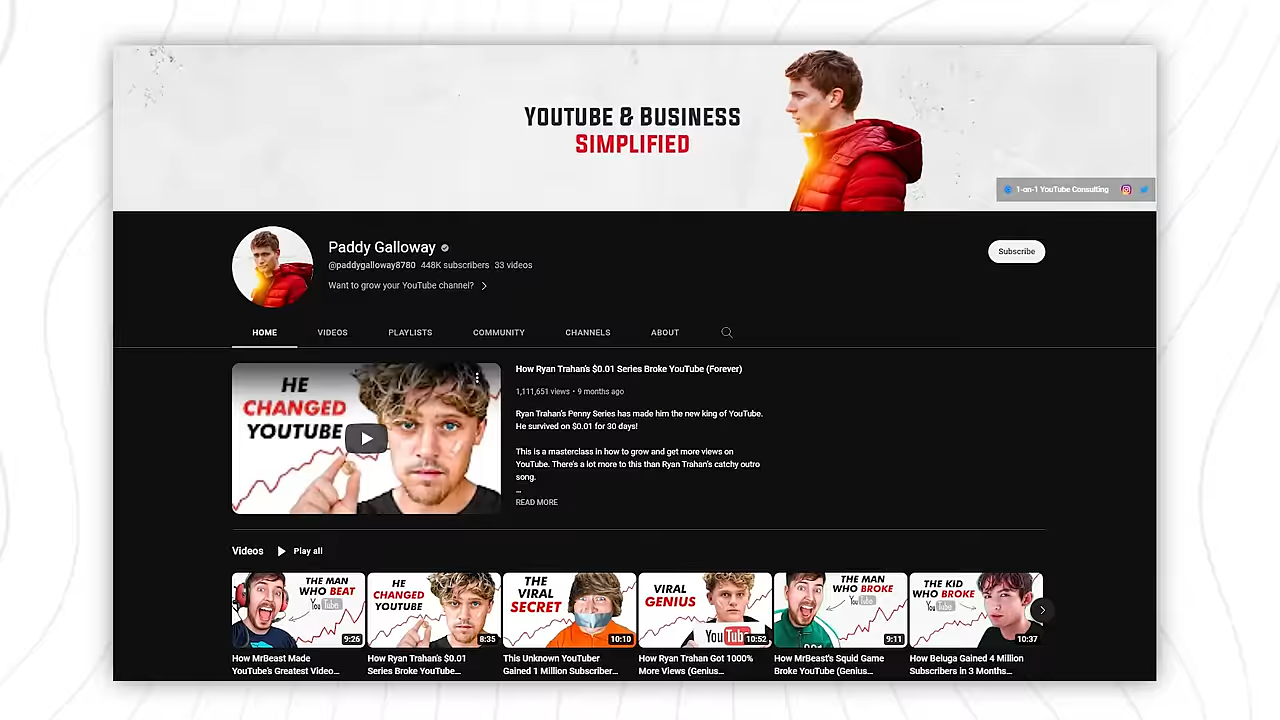 YOUTUBE & BUSINESS
SIMPLIFIED
1-on-1 YouTube Consulting
Paddy Galloway
@paddygalloway8780 448K subscribers 33 videos
Want to grow your YouTube channel?
Subscribe
HOME VIDEOS PLAYLISTS COMMUNITY CHANNELS ABOUT
HE
CHANGED
YOUTUBE
How Ryan Trahan's $0.01 Series Broke YouTube (Forever)
1,111,651 views • 9 months ago
Ryan Trahan's Penny Series has made him the new king of YouTube.
He survived on $0.01 for 30 days!
This is a masterclass in how to grow and get more views on
YouTube. There's a lot more to this than Ryan Trahan's catchy outro
song.
...
READ MORE
Videos Play all
THE MAN
WHO BEAT
YouTube
9:26
How MrBeast Made
YouTube's Greatest Video...
HE
CHANGED
YOUTUBE
8:35
How Ryan Trahan's $0.01
Series Broke YouTube...
THE
VIRAL
SECRET
10:10
This Unknown YouTuber
Gained 1 Million Subscriber...
VIRAL
GENIUS
YouTube
10:52
How Ryan Trahan Got 1000%
More Views (Genius...
THE MAN
WHO BROKE
YouTube
9:11
How MrBeast's Squid Game
Broke YouTube (Genius...
THE KID
WHO BROKE
YouTube
10:37
How Beluga Gained 4 Million
Subscribers in 3 Months...